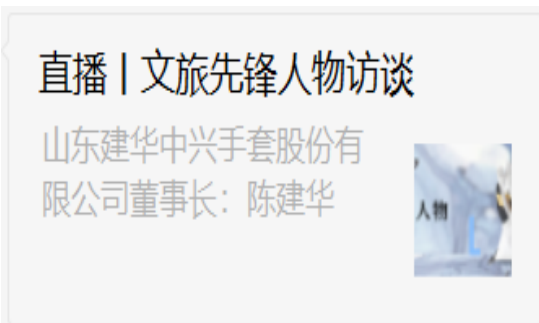 直播丨文旅先锋人物访谈
山东建华中兴手套股份有
限公司董事长：陈建华
人物